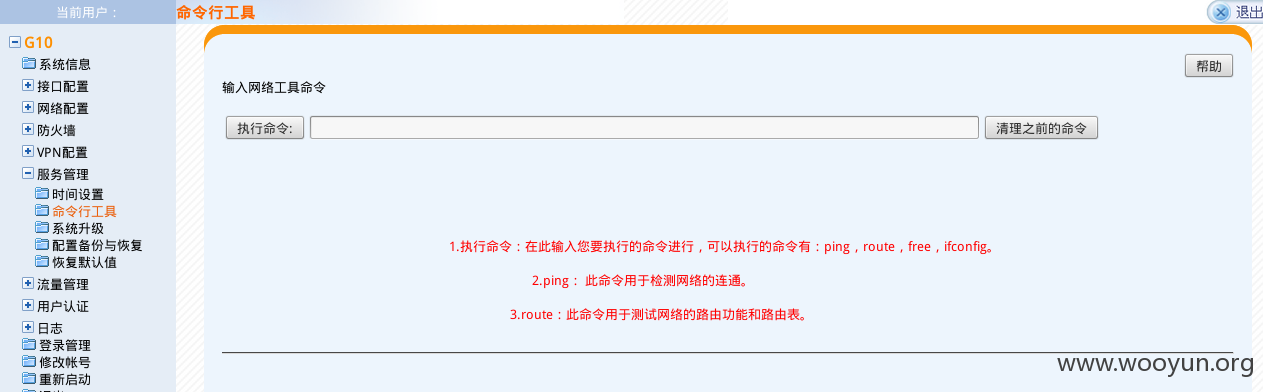 当前用户：
命令行工具
退出
G10
系统信息
接口配置
网络配置
防火墙
VPN配置
服务管理
时间设置
命令行工具
系统升级
配置备份与恢复
恢复默认值
流量管理
用户认证
日志
登录管理
修改帐号
重新启动
帮助
输入网络工具命令
执行命令:
清理之前的命令
1.执行命令：在此输入您要执行的命令进行，可以执行的命令有：ping，route，free，ifconfig。
2.ping： 此命令用于检测网络的连通。
3.route：此命令用于测试网络的路由功能和路由表。
www.wooyun.org